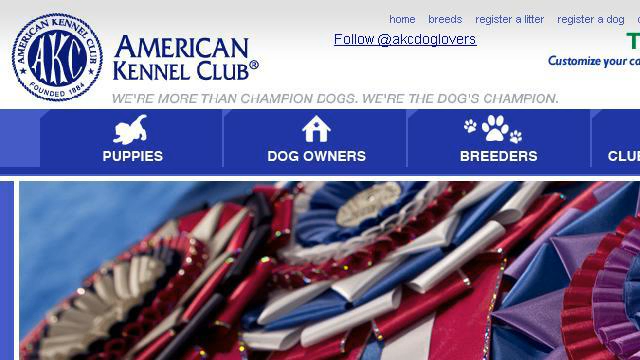 home breeds register a litter register a dog
Follow @akcdoglovers
Customize your
AMERICAN KENNEL CLUB
AKC
FOUNDED 1884
AMERICAN
KENNEL CLUB®
WE'RE MORE THAN CHAMPION DOGS. WE'RE THE DOG'S CHAMPION.
PUPPIES DOG OWNERS BREEDERS